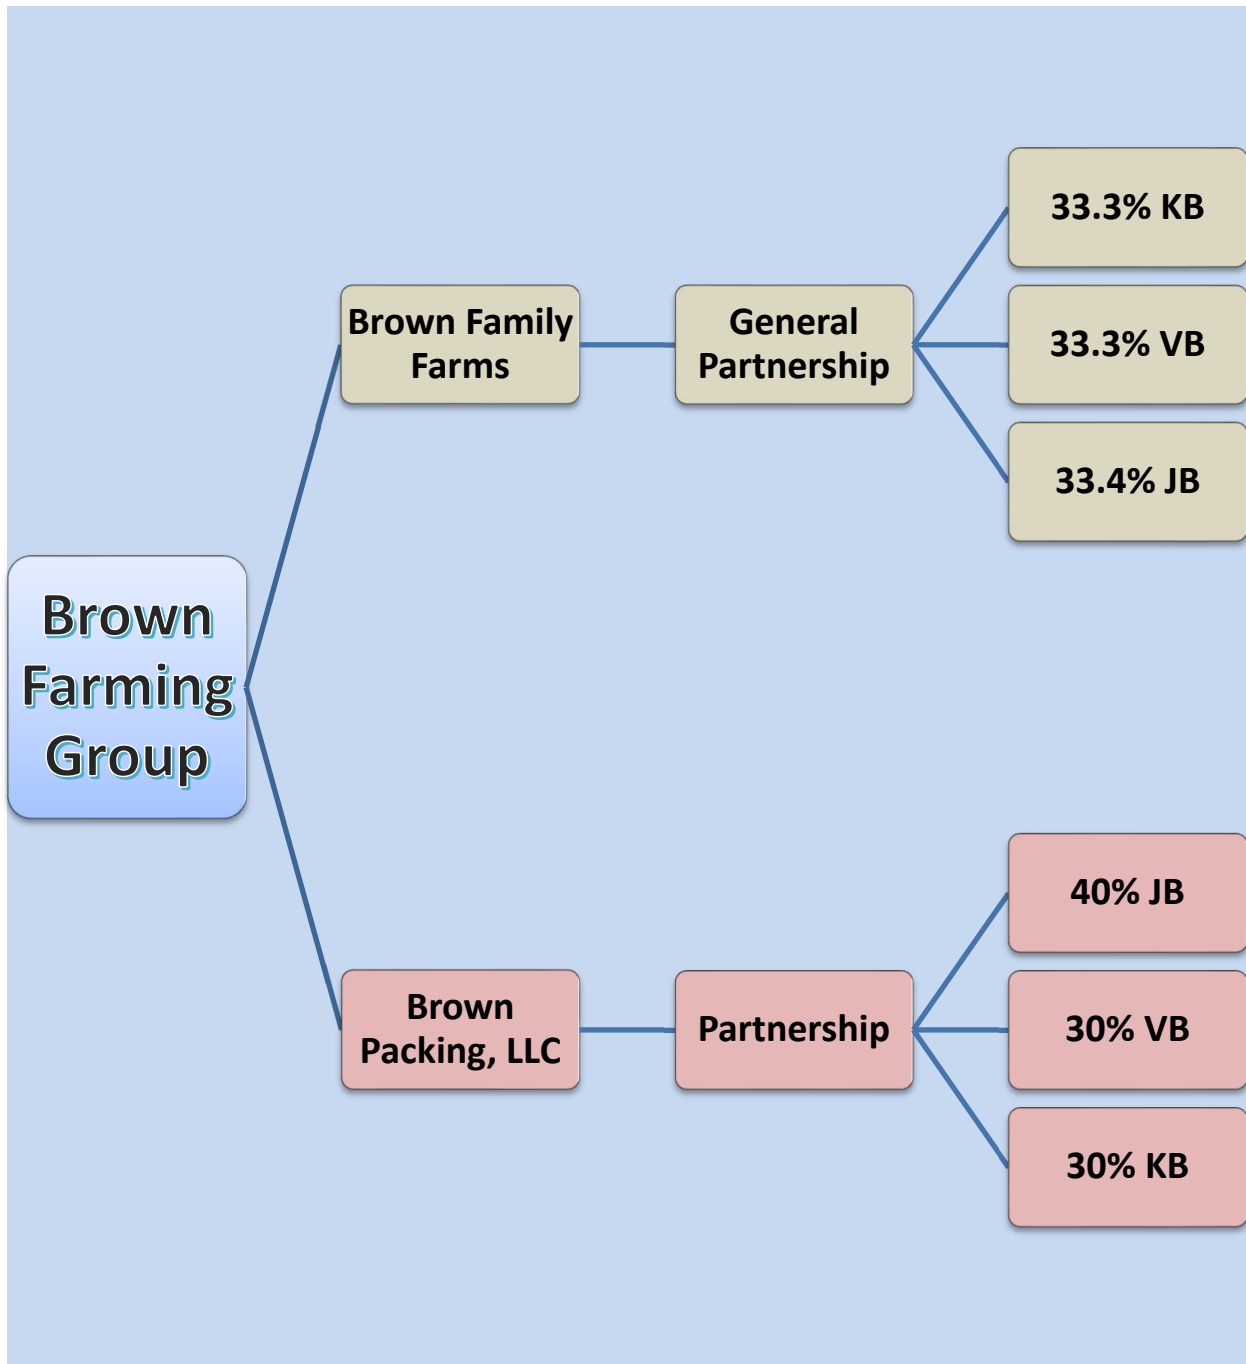 Brown
Farming
Group
Brown Family
Farms
General
Partnership
33.3% KB
33.3% VB
33.4% JB
Brown
Packing, LLC
Partnership
40% JB
30% VB
30% KB